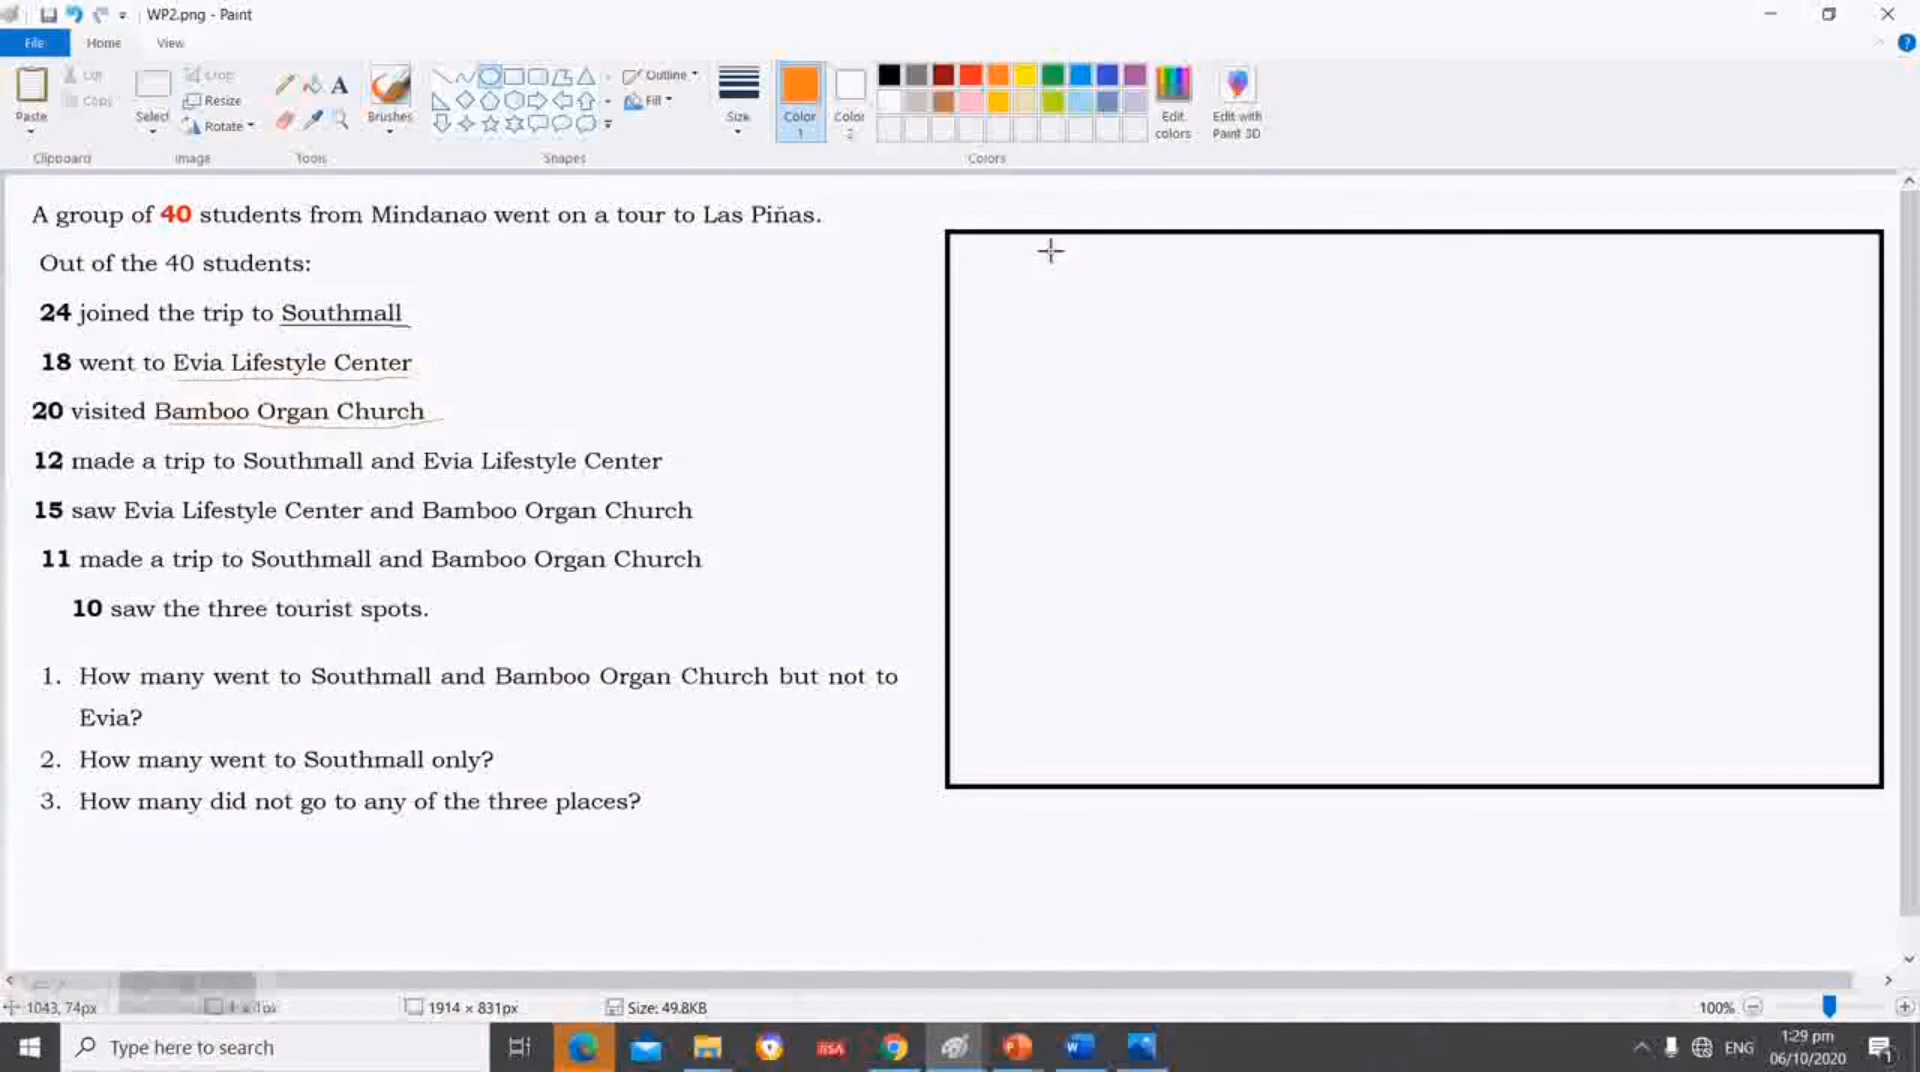 WP2.png - Paint
File Home View
Paste
Cut
Copy
Clipboard
Select
Crop
Resize
Rotate
Image
Tools
Brushes
Shapes
Outline
Fill
Size
Color 1
Color 2
Colors
Edit colors
Edit with Paint 3D
A group of 40 students from Mindanao went on a tour to Las Piñas.
Out of the 40 students:
24 joined the trip to Southmall
18 went to Evia Lifestyle Center
20 visited Bamboo Organ Church
12 made a trip to Southmall and Evia Lifestyle Center
15 saw Evia Lifestyle Center and Bamboo Organ Church
11 made a trip to Southmall and Bamboo Organ Church
10 saw the three tourist spots.
1. How many went to Southmall and Bamboo Organ Church but not to
Evia?
2. How many went to Southmall only?
3. How many did not go to any of the three places?
1043, 74px
1914 × 831px
Size: 49.8KB
100%
Type here to search
ENG
1:29 pm
06/10/2020